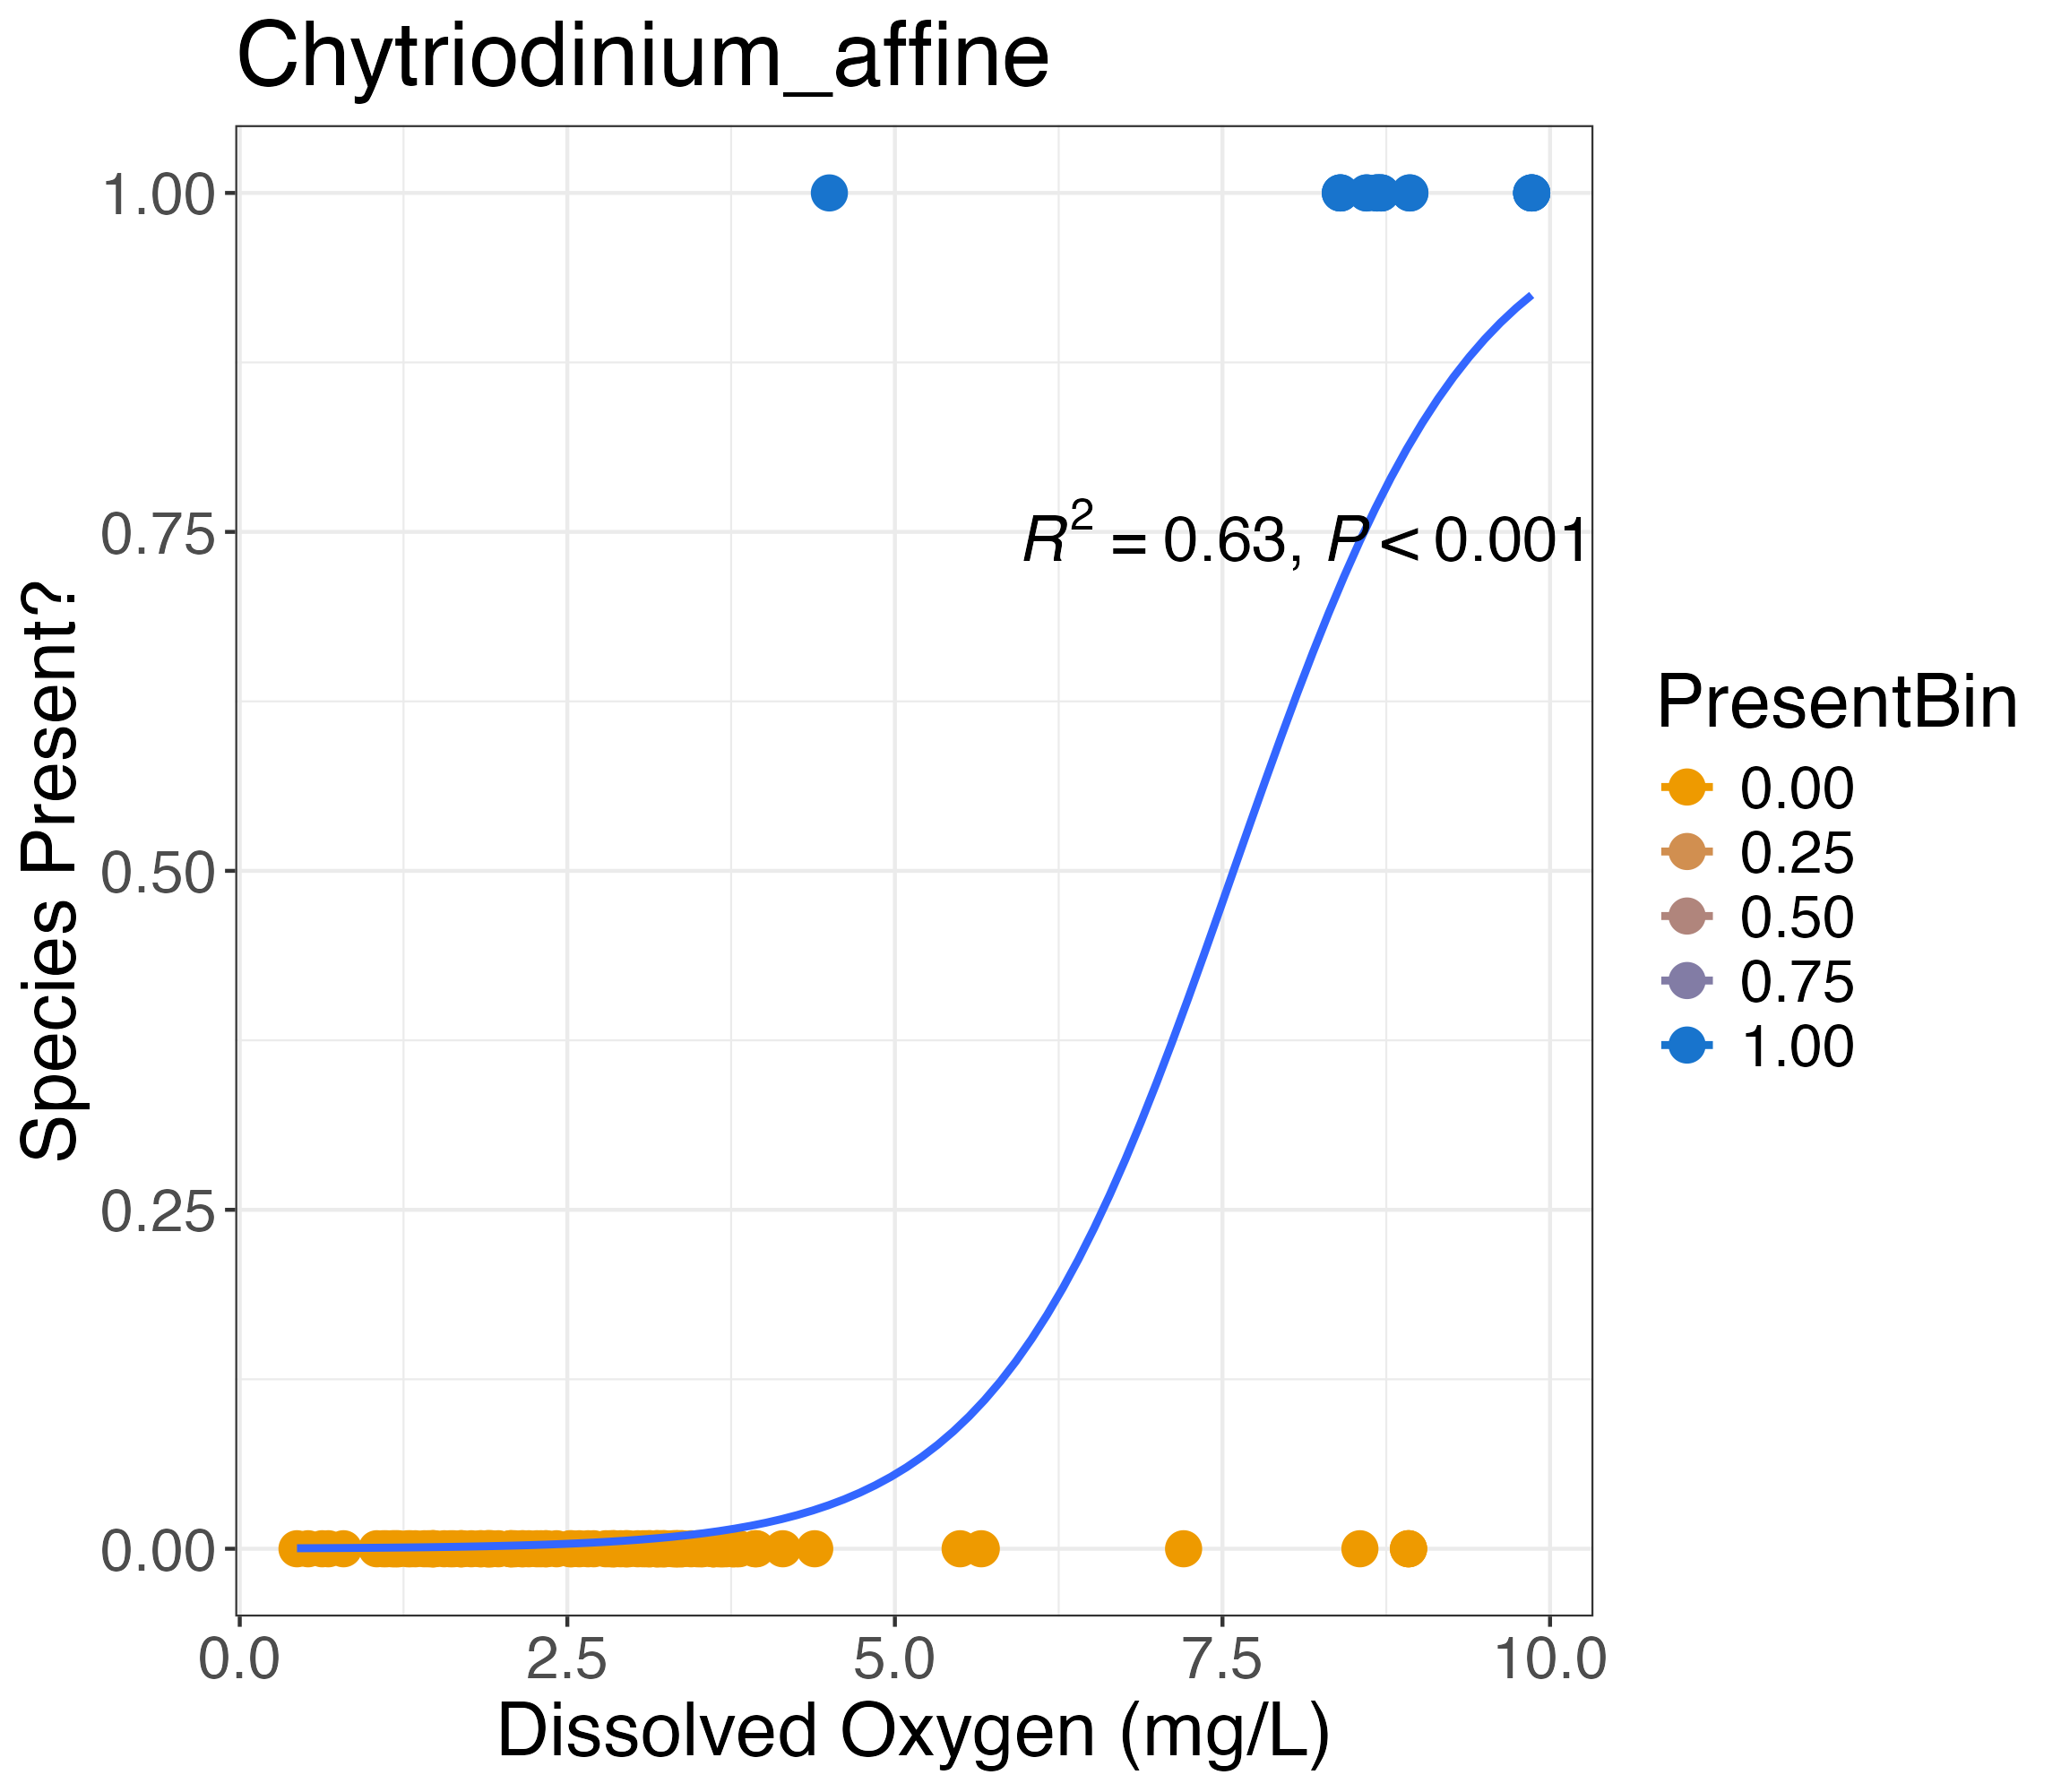 Chytriodinium_affine
1.00
0.75
0.50
0.25
0.00
Species Present?
R² = 0.63, P < 0.001
0.0 2.5 5.0 7.5 10.0
Dissolved Oxygen (mg/L)
PresentBin
0.00
0.25
0.50
0.75
1.00